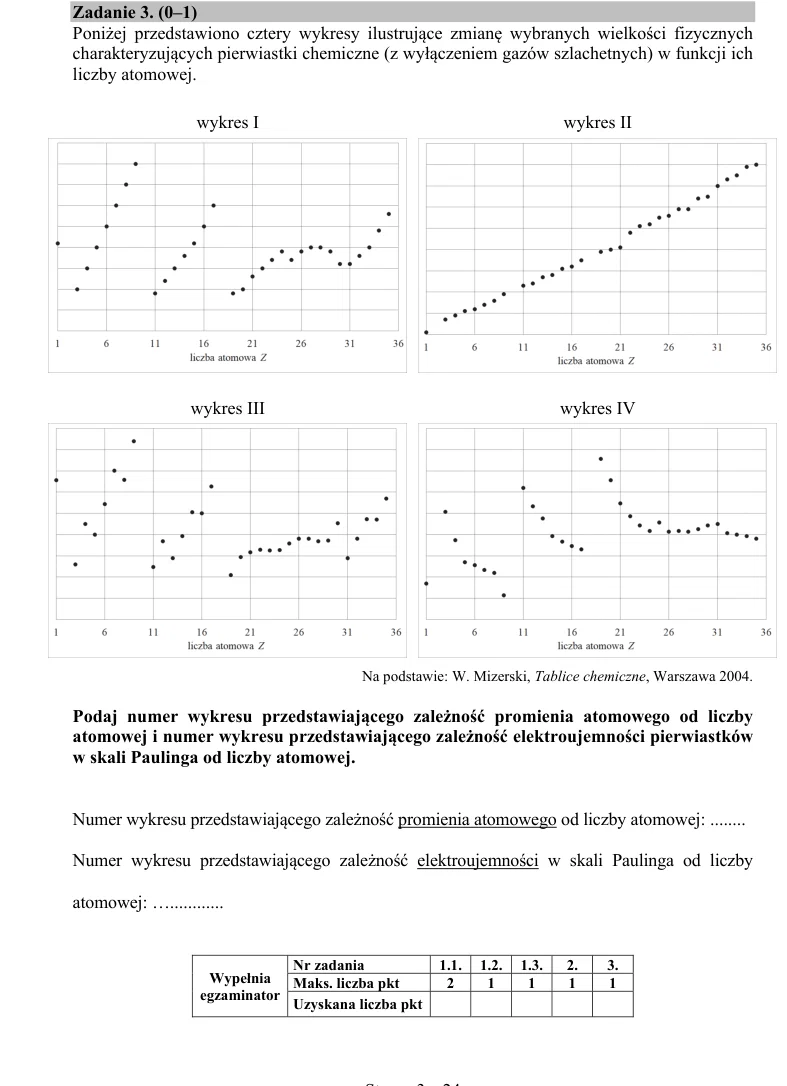 Zadanie 3. (0–1)
Poniżej przedstawiono cztery wykresy ilustrujące zmianę wybranych wielkości fizycznych
charakteryzujących pierwiastki chemiczne (z wyłączeniem gazów szlachetnych) w funkcji ich
liczby atomowej.
wykres I
wykres II
1 6 11 16 21 26 31 36
liczba atomowa Z
1 6 11 16 21 26 31 36
liczba atomowa Z
wykres III
wykres IV
1 6 11 16 21 26 31 36
liczba atomowa Z
1 6 11 16 21 26 31 36
liczba atomowa Z
Na podstawie: W. Mizerski, Tablice chemiczne, Warszawa 2004.
Podaj numer wykresu przedstawiającego zależność promienia atomowego od liczby
atomowej i numer wykresu przedstawiającego zależność elektroujemności pierwiastków
w skali Paulinga od liczby atomowej.
Numer wykresu przedstawiającego zależność promienia atomowego od liczby atomowej: ........
Numer wykresu przedstawiającego zależność elektroujemności w skali Paulinga od liczby
atomowej: ….............
Wypełnia
egzaminator
Nr zadania 1.1. 1.2. 1.3. 2. 3.
Maks. liczba pkt 2 1 1 1 1
Uzyskana liczba pkt